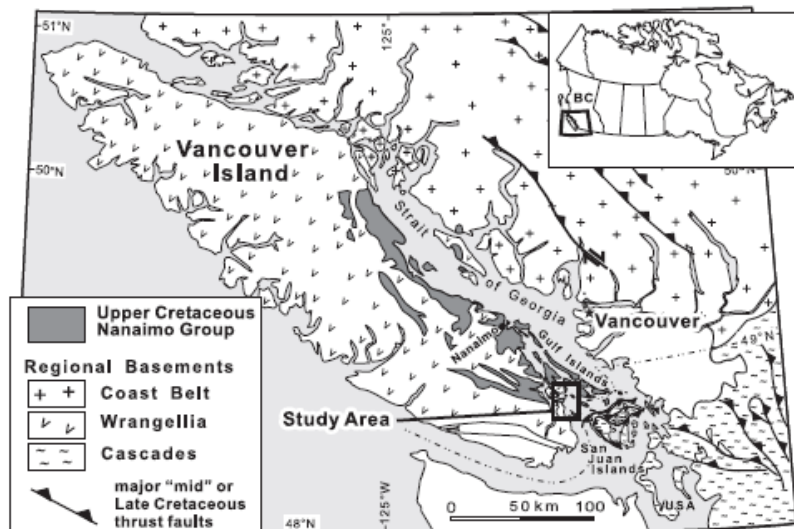 51°N
125°
BC
Vancouver
Island
50°N
50°N
Strait
of Georgia
Vancouver
Upper Cretaceous
Nanaimo Group
Nanaimo
Gulf Islands
49°N
Regional Basements
Coast Belt
Wrangellia
Cascades
Study Area
San
Juan
Islands
major “mid” or
Late Cretaceous
thrust faults
48°N
125°W
0 50 km 100
USA